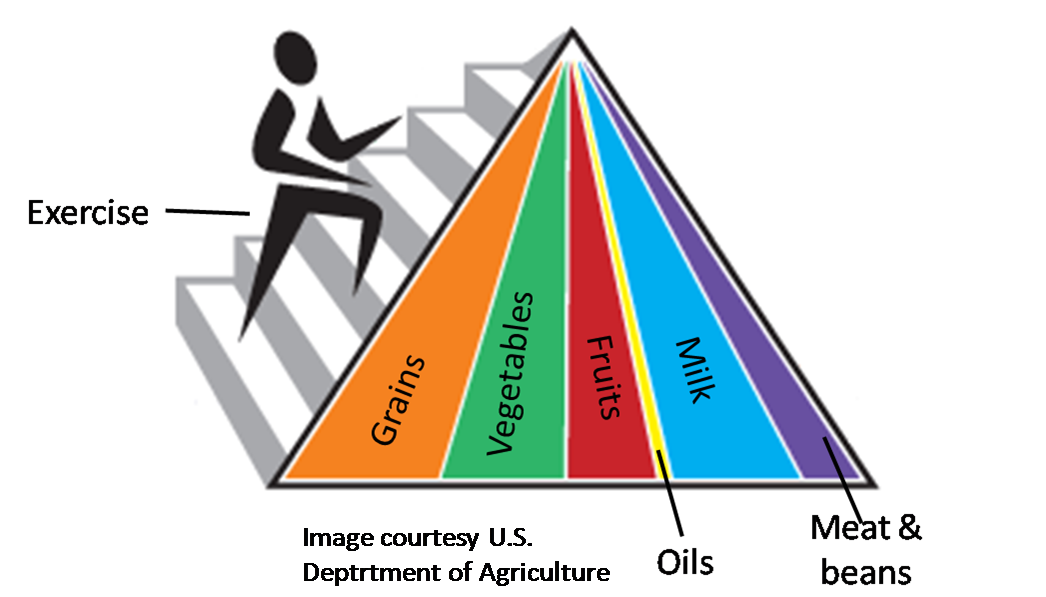 Exercise
Grains
Vegetables
Fruits
Milk
Oils
Meat &
beans
Image courtesy U.S.
Deptrtment of Agriculture